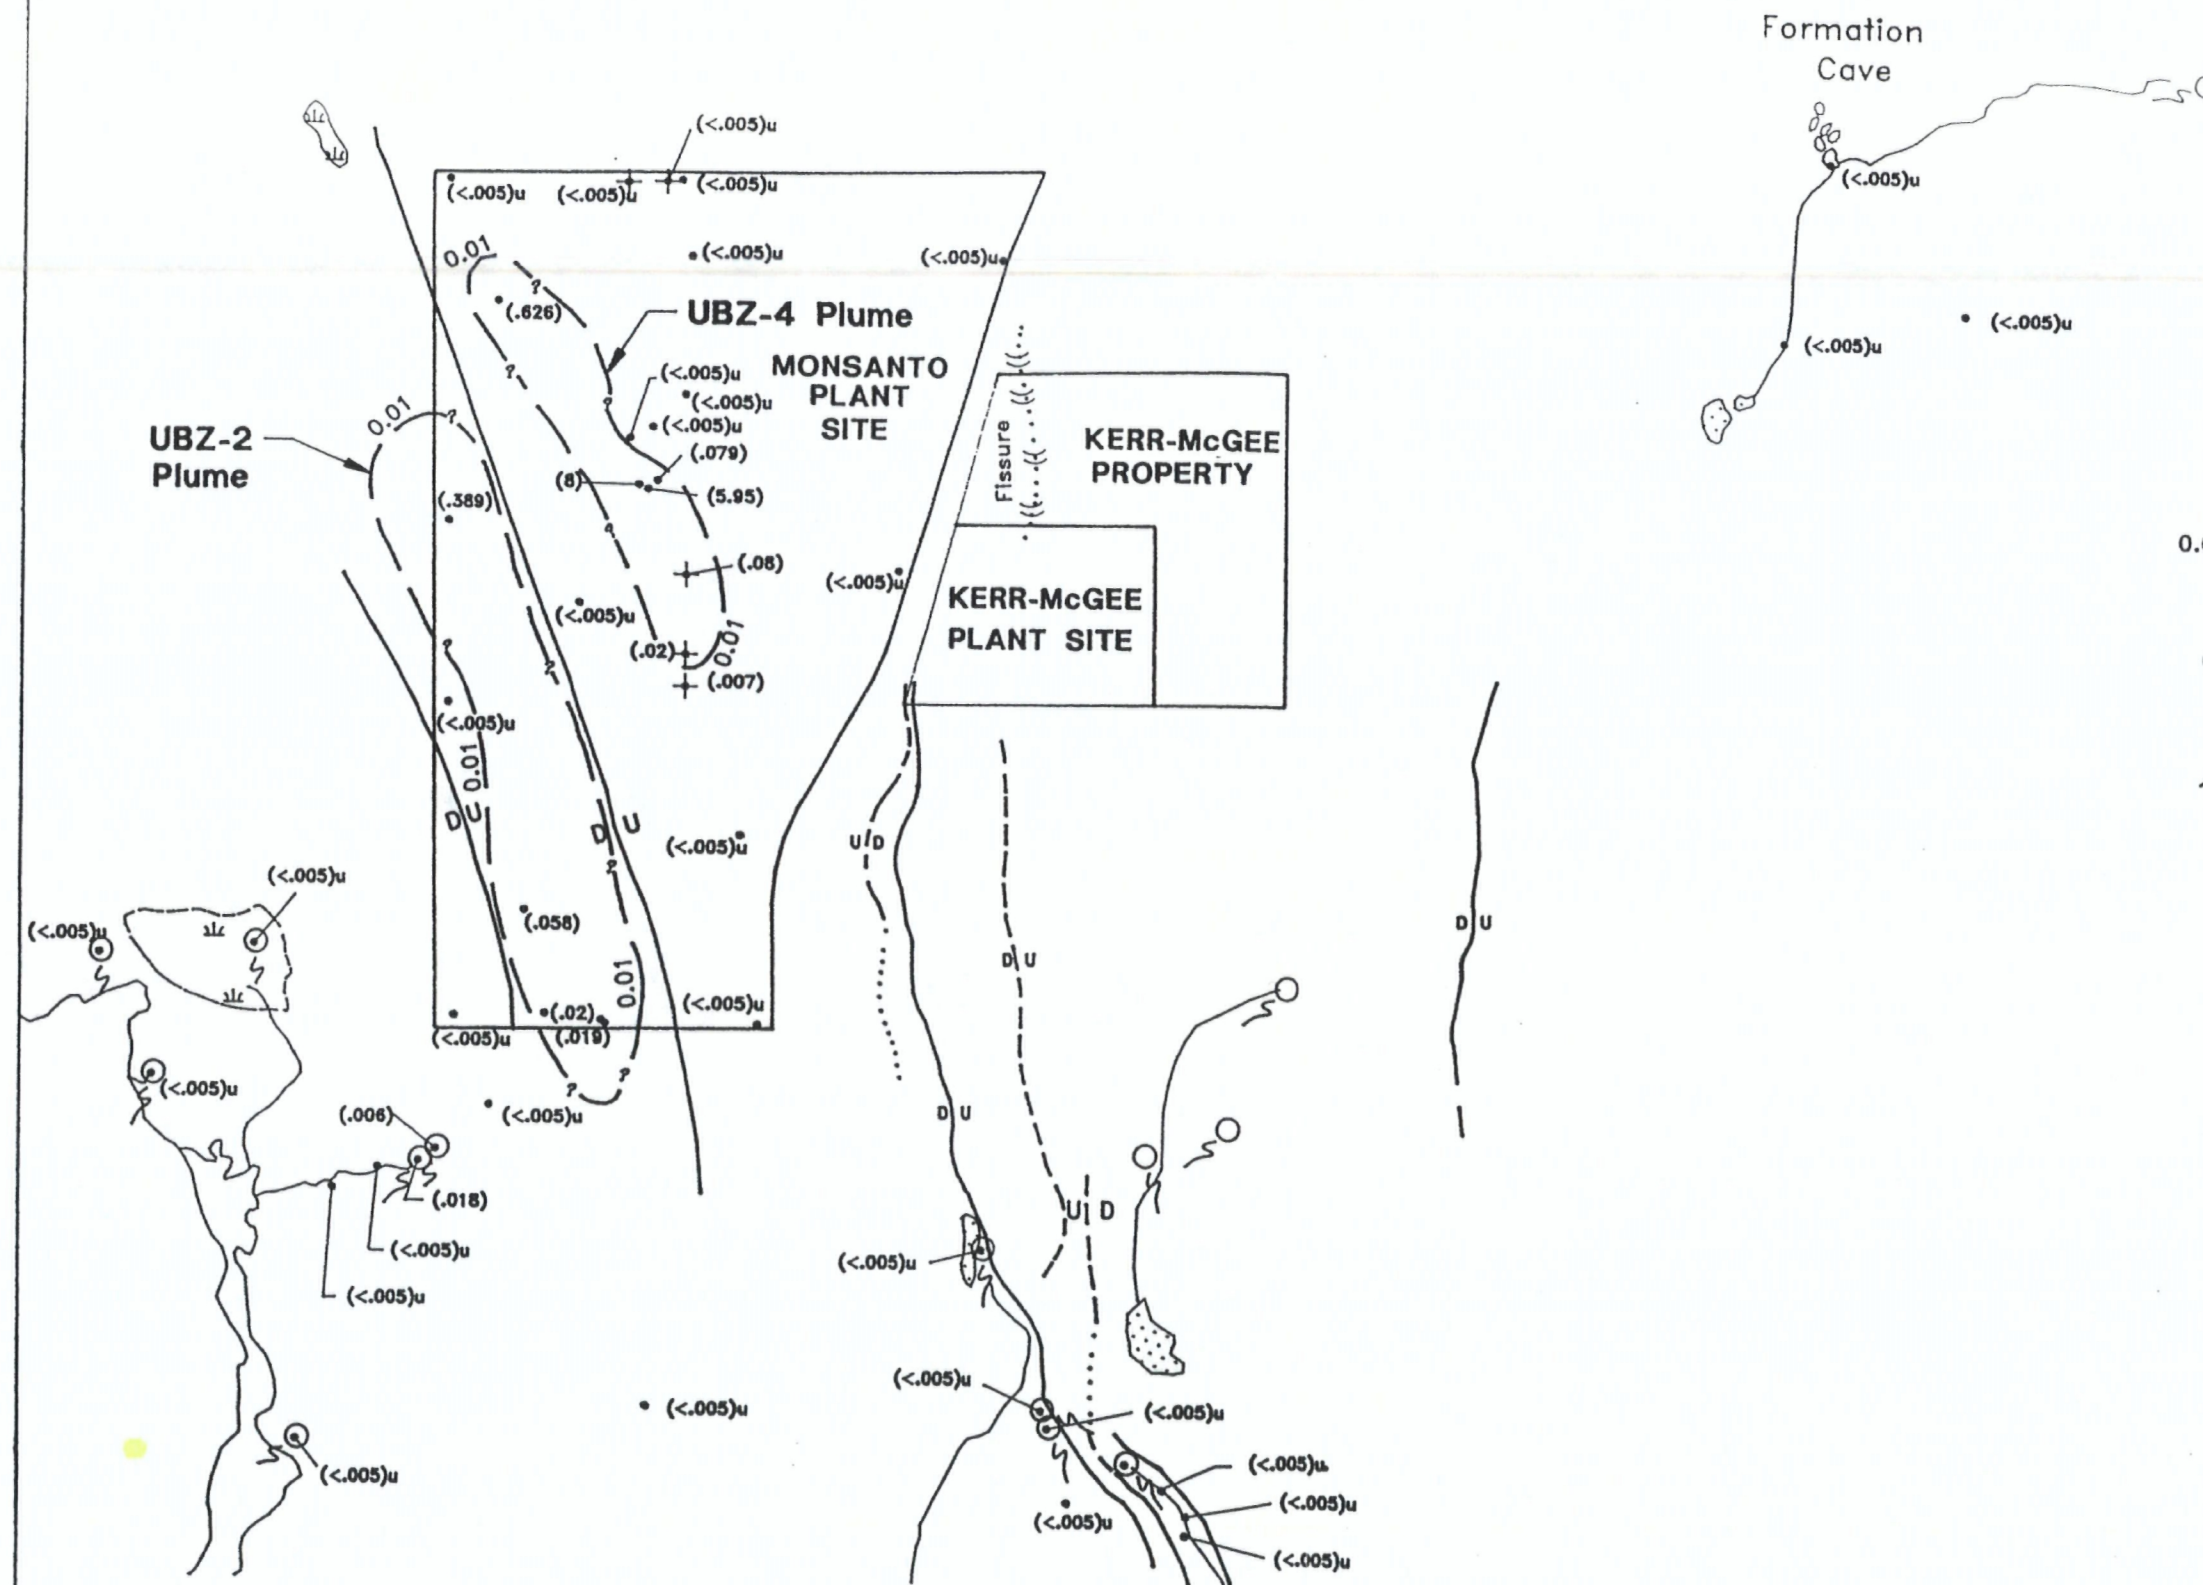 Formation
Cave
(<.005)u
(<.005)u
(<.005)u
(<.005)u
(<.005)u
(<.005)u
0.01
(<.005)u
(<.005)u
(.626)
UBZ-4 Plume
(<.005)u
(<.005)u
?
MONSANTO
PLANT
SITE
(<.005)u
?
(<.005)u
?
(<.005)u
0.01
?
UBZ-2
Plume
Fissure
KERR-McGEE
PROPERTY
(.079)
(8)
(5.95)
(.389)
?
(.08)
(<.005)u
(<.005)u
KERR-McGEE
PLANT SITE
?
(.02)
0.01
?
(.007)
(<.005)u
0.01
D U
D U
U/D
(<.005)u
?
(<.005)u
(.058)
D U
(<.005)u
D U
0.01
(<.005)u
(.02)
(<.005)u
(.019)
?
?
(<.005)u
(.006)
(<.005)u
D U
(.018)
U D
(<.005)u
(<.005)u
(<.005)u
(<.005)u
(<.005)u
(<.005)u
(<.005)u
(<.005)u
(<.005)u
(<.005)u
(<.005)u